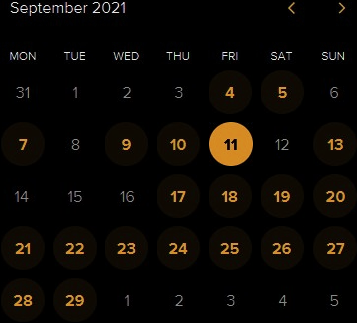 September 2021
MON TUE WED THU FRI SAT SUN
31 1 2 3 4 5 6
7 8 9 10 11 12 13
14 15 16 17 18 19 20
21 22 23 24 25 26 27
28 29 1 2 3 4 5